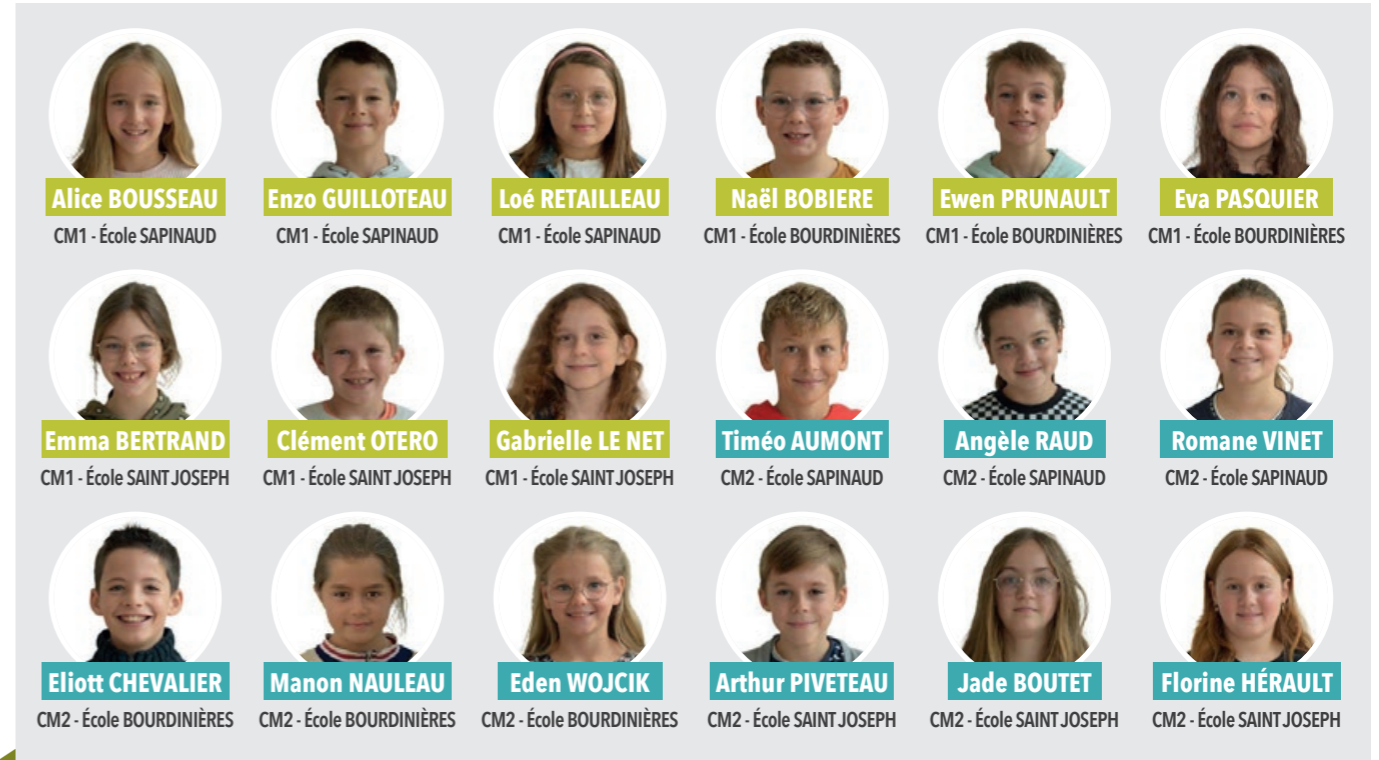 Alice BOUSSEAU
CM1 - École SAPINAUD
Enzo GUILLOTEAU
CM1 - École SAPINAUD
Loé RETAILLEAU
CM1 - École SAPINAUD
Naël BOBIERE
CM1 - École BOURDINIÈRES
Ewen PRUNAULT
CM1 - École BOURDINIÈRES
Eva PASQUIER
CM1 - École BOURDINIÈRES
Emma BERTRAND
CM1 - École SAINT JOSEPH
Clément OTERO
CM1 - École SAINT JOSEPH
Gabrielle LE NET
CM1 - École SAINT JOSEPH
Timéo AUMONT
CM2 - École SAPINAUD
Angèle RAUD
CM2 - École SAPINAUD
Romane VINET
CM2 - École SAPINAUD
Eliott CHEVALIER
CM2 - École BOURDINIÈRES
Manon NAULEAU
CM2 - École BOURDINIÈRES
Eden WOJCIK
CM2 - École BOURDINIÈRES
Arthur PIVETEAU
CM2 - École SAINT JOSEPH
Jade BOUTET
CM2 - École SAINT JOSEPH
Florine HÉRAULT
CM2 - École SAINT JOSEPH